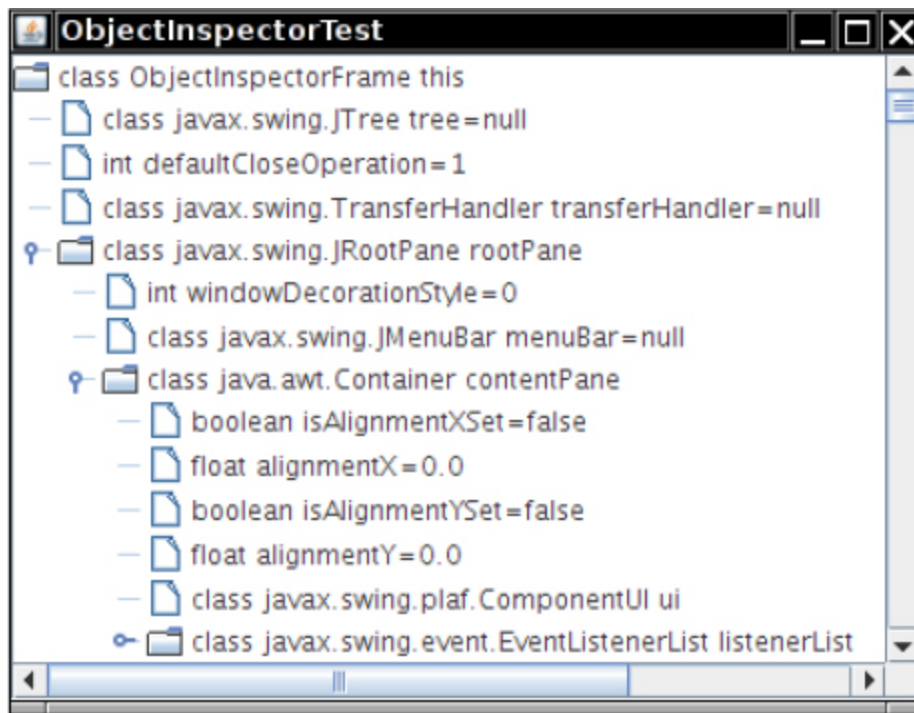 ObjectInspectorTest
class ObjectInspectorFrame this
class javax.swing.JTree tree=null
int defaultCloseOperation=1
class javax.swing.TransferHandler transferHandler=null
class javax.swing.JRootPane rootPane
int windowDecorationStyle=0
class javax.swing.JMenuBar menuBar=null
class java.awt.Container contentPane
boolean isAlignmentXSet=false
float alignmentX=0.0
boolean isAlignmentYSet=false
float alignmentY=0.0
class javax.swing.plaf.ComponentUI ui
class javax.swing.event.EventListenerList listenerList